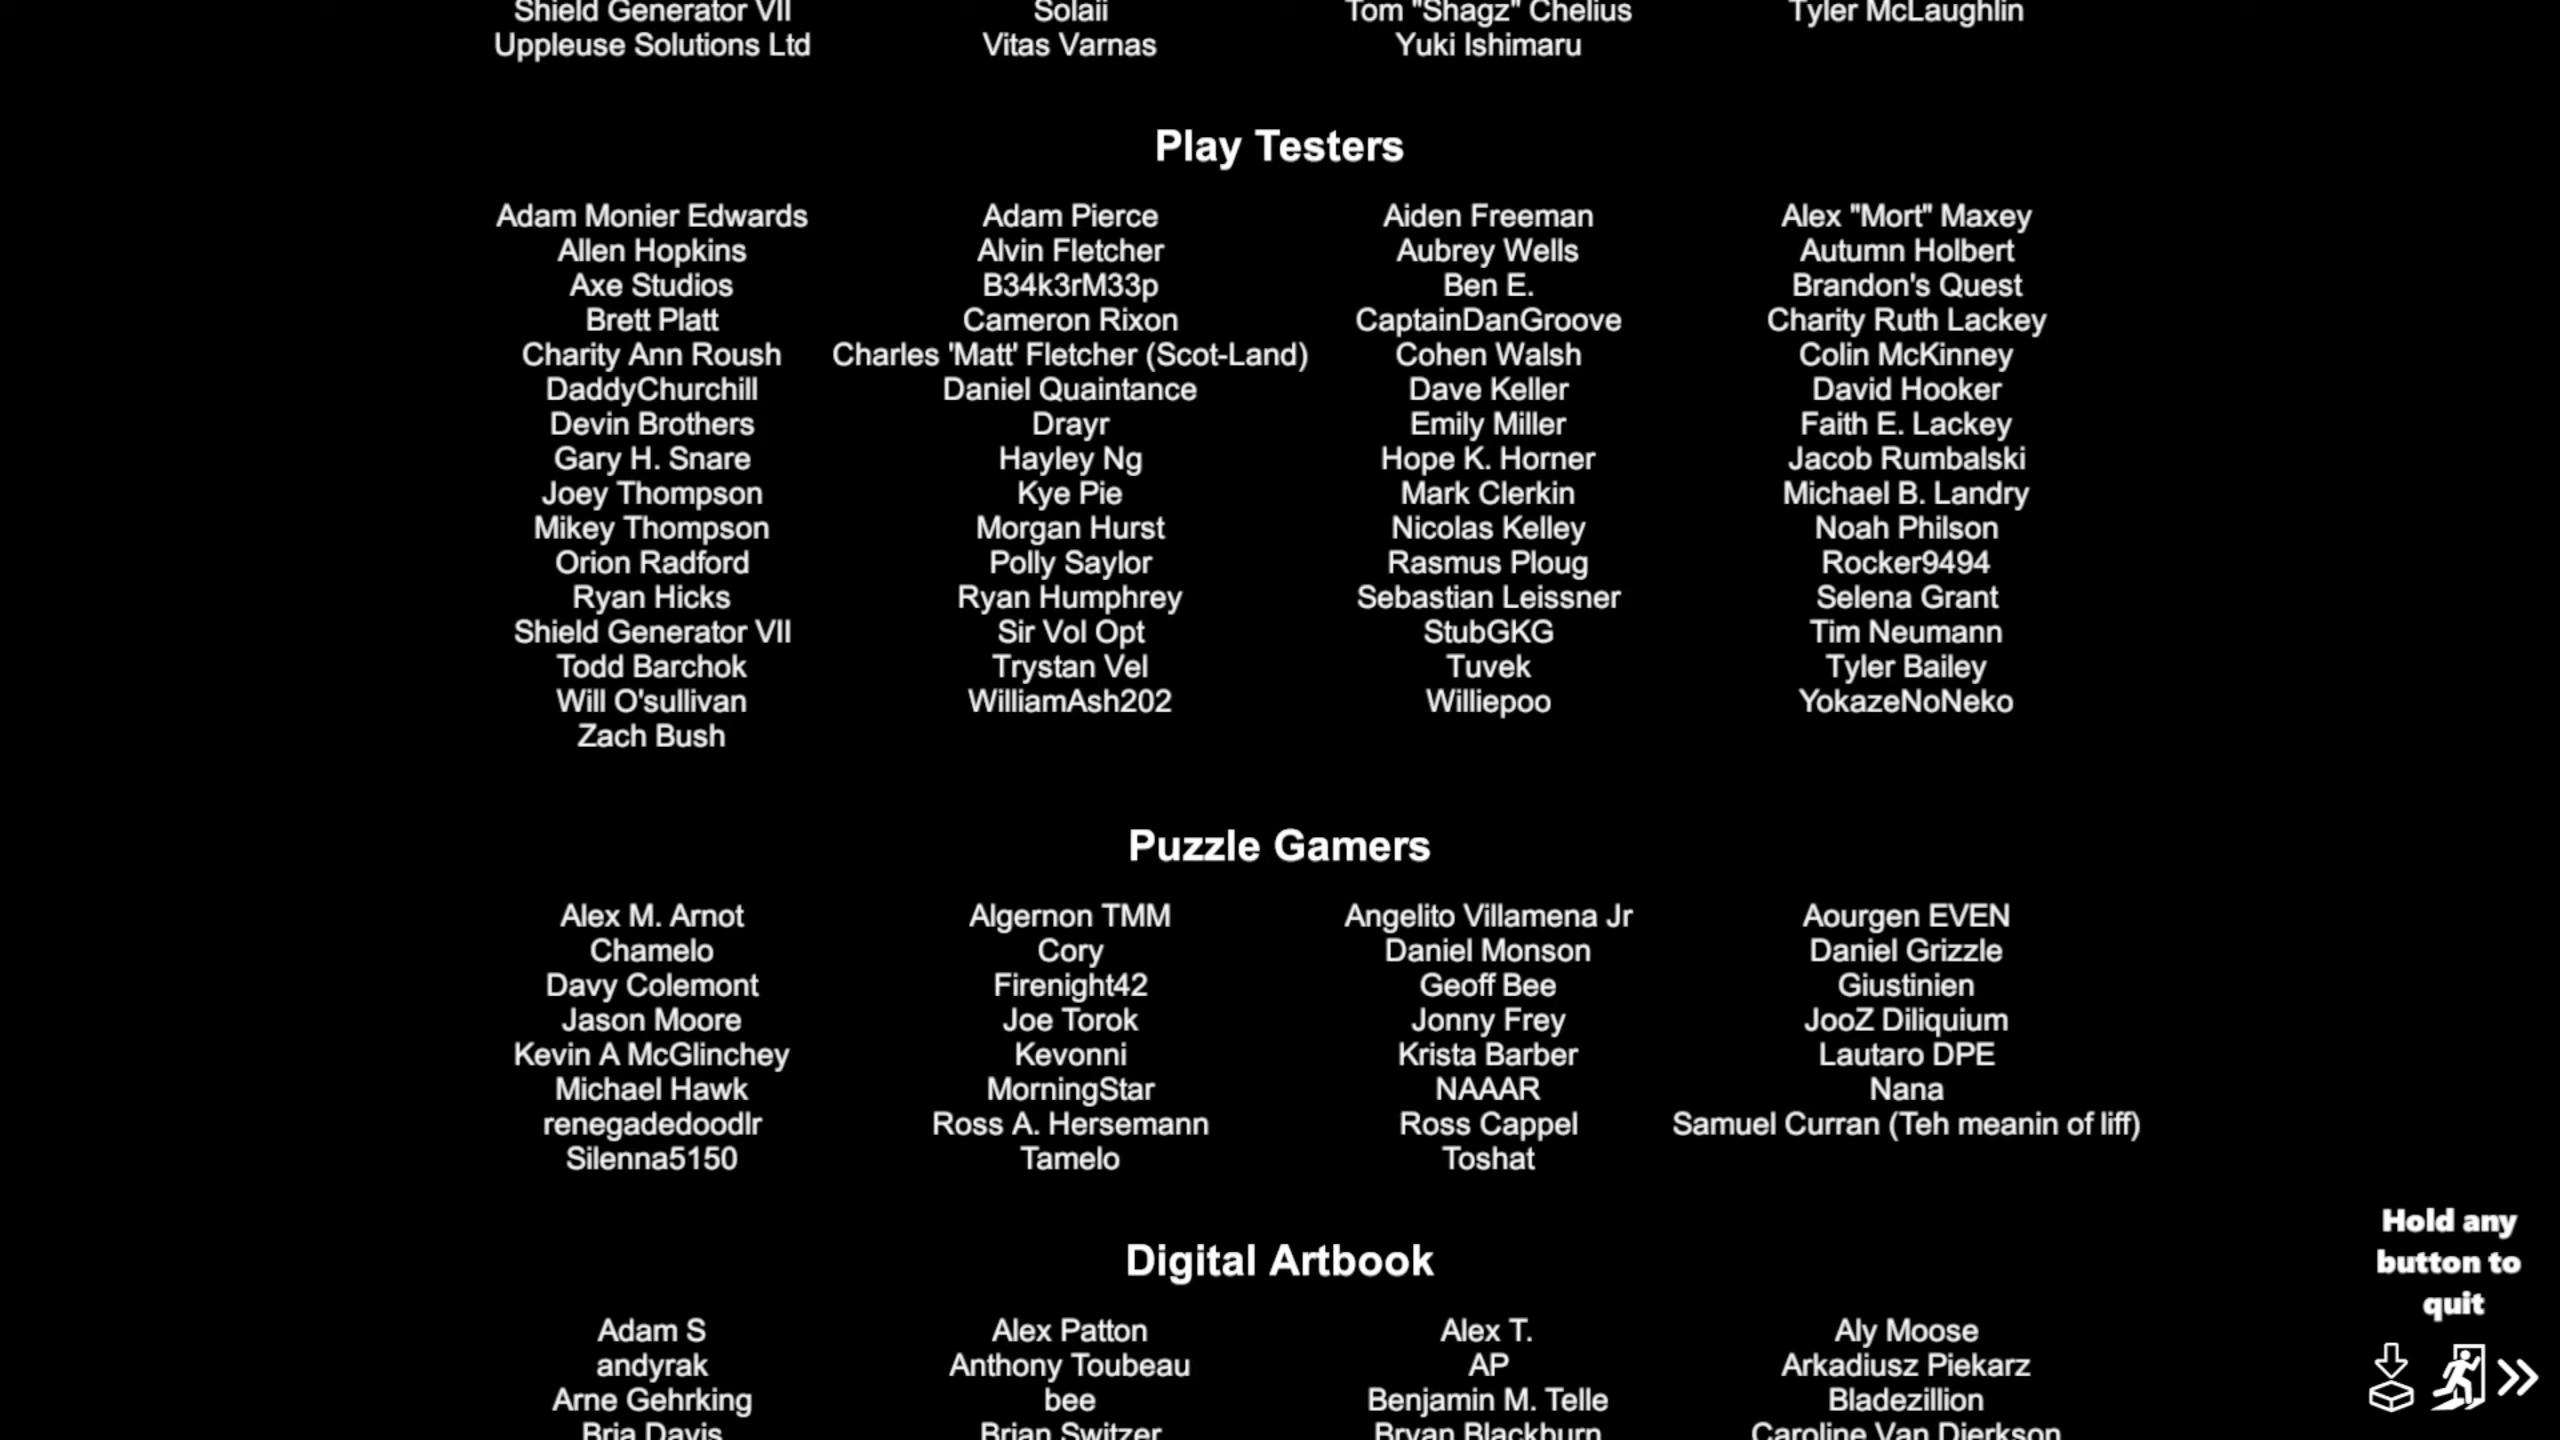 Shield Generator VII Solaii Tom "Shagz" Chelius Tyler McLaughlin
Uppleuse Solutions Ltd Vitas Varnas Yuki Ishimaru
Play Testers
Adam Monier Edwards Adam Pierce Aiden Freeman Alex "Mort" Maxey
Allen Hopkins Alvin Fletcher Aubrey Wells Autumn Holbert
Axe Studios B34k3rM33p Ben E. Brandon's Quest
Brett Platt Cameron Rixon CaptainDanGroove Charity Ruth Lackey
Charity Ann Roush Charles 'Matt' Fletcher (Scot-Land) Cohen Walsh Colin McKinney
DaddyChurchill Daniel Quaintance Dave Keller David Hooker
Devin Brothers Drayr Emily Miller Faith E. Lackey
Gary H. Snare Hayley Ng Hope K. Horner Jacob Rumbalski
Joey Thompson Kye Pie Mark Clerkin Michael B. Landry
Mikey Thompson Morgan Hurst Nicolas Kelley Noah Philson
Orion Radford Polly Saylor Rasmus Ploug Rocker9494
Ryan Hicks Ryan Humphrey Sebastian Leissner Selena Grant
Shield Generator VII Sir Vol Opt StubGKG Tim Neumann
Todd Barchok Trystan Vel Tuvek Tyler Bailey
Will O'sullivan WilliamAsh202 Williepoo YokazeNoNeko
Zach Bush
Puzzle Gamers
Alex M. Arnot Algernon TMM Angelito Villamena Jr Aourgen EVEN
Chamelo Cory Daniel Monson Daniel Grizzle
Davy Colemont Firenight42 Geoff Bee Giustinien
Jason Moore Joe Torok Jonny Frey JooZ Diliquium
Kevin A McGlinchey Kevonni Krista Barber Lautaro DPE
Michael Hawk MorningStar NAAAR Nana
renegadedoodlr Ross A. Hersemann Ross Cappel Samuel Curran (Teh meanin of liff)
Silenna5150 Tamelo Toshat
Digital Artbook
Adam S Alex Patton Alex T. Aly Moose
andyrak Anthony Toubeau AP Arkadiusz Piekarz
Arne Gehrking bee Benjamin M. Telle Bladezillion
Bria Davis Brian Switzer Bryan Blackburn Caroline Van Dierkson
Hold any
button to
quit